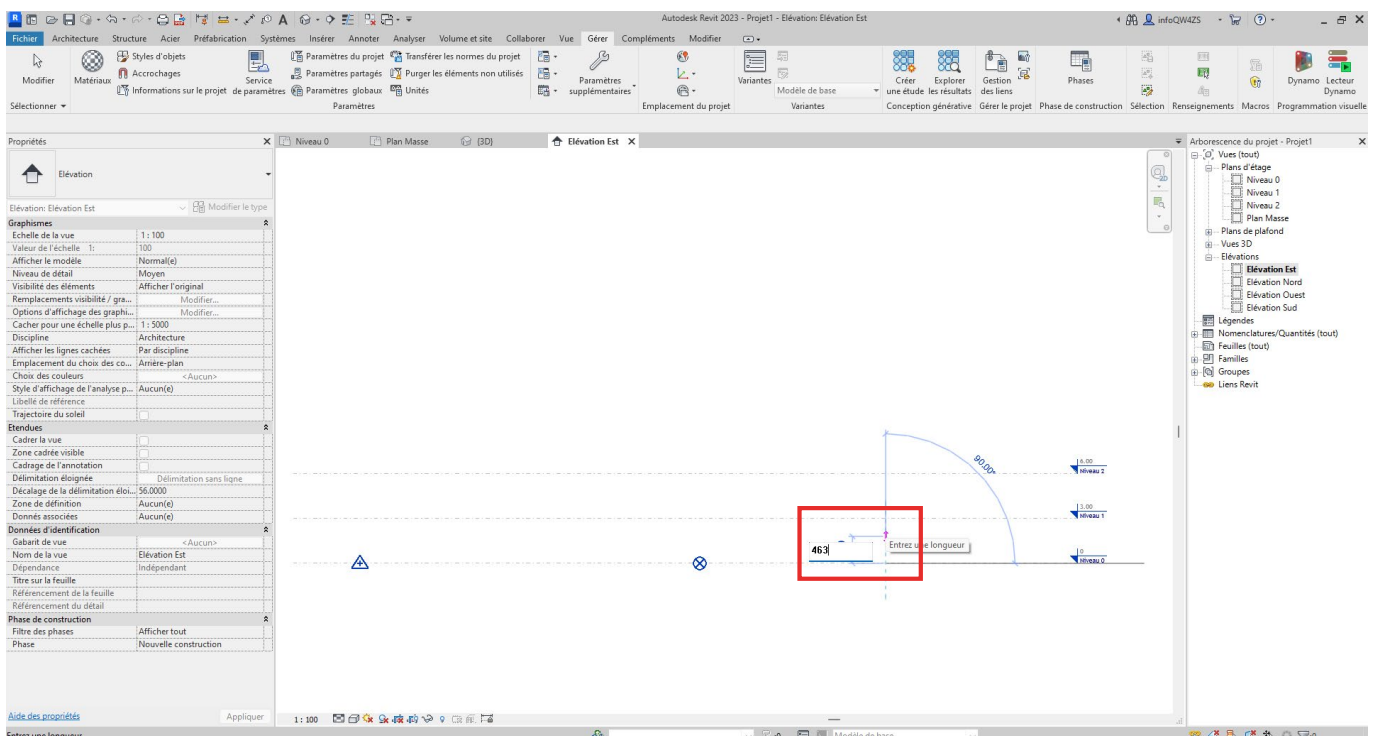 Autodesk Revit 2023 - Projet1 - Elévation: Elévation Est
infoQW4ZS
Fichier Architecture Structure Acier Préfabrication Systèmes Insérer Annoter Analyser Volume et site Collaborer Vue Gérer Compléments Modifier
Modifier
Matériaux
Styles d'objets
Accrochages
Informations sur le projet
Service de paramètres
Paramètres du projet
Paramètres partagés
Paramètres globaux
Transférer les normes du projet
Purger les éléments non utilisés
Unités
Paramètres supplémentaires
Variantes
Modèle de base
Créer une étude
Explorer les résultats
Gestion des liens
Phases
Dynamo
Lecteur Dynamo
Sélectionner
Paramètres
Emplacement du projet
Variantes
Conception générative
Gérer le projet
Phase de construction
Sélection
Renseignements
Macros
Programmation visuelle
Propriétés
Niveau 0
Plan Masse
{3D}
Elévation Est
Arborescence du projet - Projet1
Elévation
Elévation: Elévation Est
Modifier le type
Graphismes
Echelle de la vue 1 : 100
Valeur de l'échelle 1: 100
Afficher le modèle Normal(e)
Niveau de détail Moyen
Visibilité des éléments Afficher l'original
Remplacements visibilité / gra... Modifier...
Options d'affichage des graphi... Modifier...
Cacher pour une échelle plus p... 1 : 5000
Discipline Architecture
Afficher les lignes cachées Par discipline
Emplacement du choix des co... Arrière-plan
Choix des couleurs <Aucun>
Style d'affichage de l'analyse p... Aucun(e)
Libellé de référence
Trajectoire du soleil
Etendues
Cadrer la vue
Zone cadrée visible
Cadrage de l'annotation
Délimitation éloignée Délimitation sans ligne
Décalage de la délimitation éloi... 56.0000
Zone de définition Aucun(e)
Donnés associées Aucun(e)
Données d'identification
Gabarit de vue <Aucun>
Nom de la vue Elévation Est
Dépendance Indépendant
Titre sur la feuille
Référencement de la feuille
Référencement du détail
Phase de construction
Filtre des phases Afficher tout
Phase Nouvelle construction
Aide des propriétés
Appliquer
90.00°
6.00
Niveau 2
3.00
Niveau 1
463
Entrez une longueur
0
Niveau 0
Vues (tout)
Plans d'étage
Niveau 0
Niveau 1
Niveau 2
Plan Masse
Plans de plafond
Vues 3D
Elévations
Elévation Est
Elévation Nord
Elévation Ouest
Elévation Sud
Légendes
Nomenclatures/Quantités (tout)
Feuilles (tout)
Familles
Groupes
Liens Revit
1 : 100
Entrez une longueur
Modèle de base